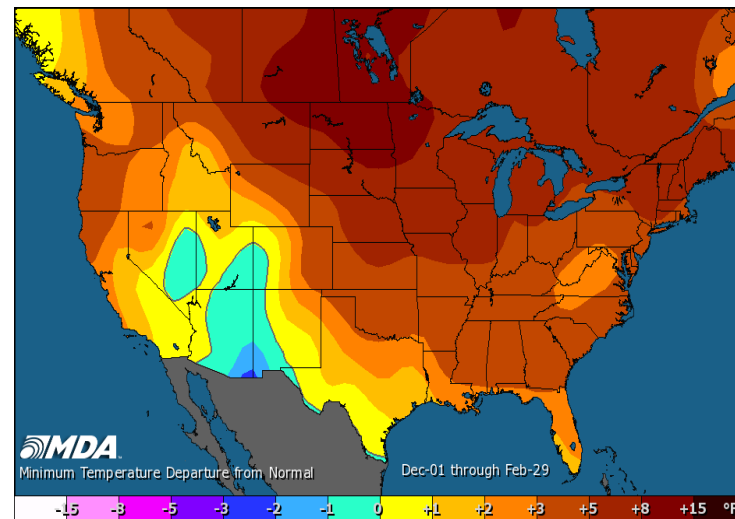 MDA
Minimum Temperature Departure from Normal
Dec-01 through Feb-29
-15 -8 -5 -3 -2 -1 0 +1 +2 +3 +5 +8 +15 °F